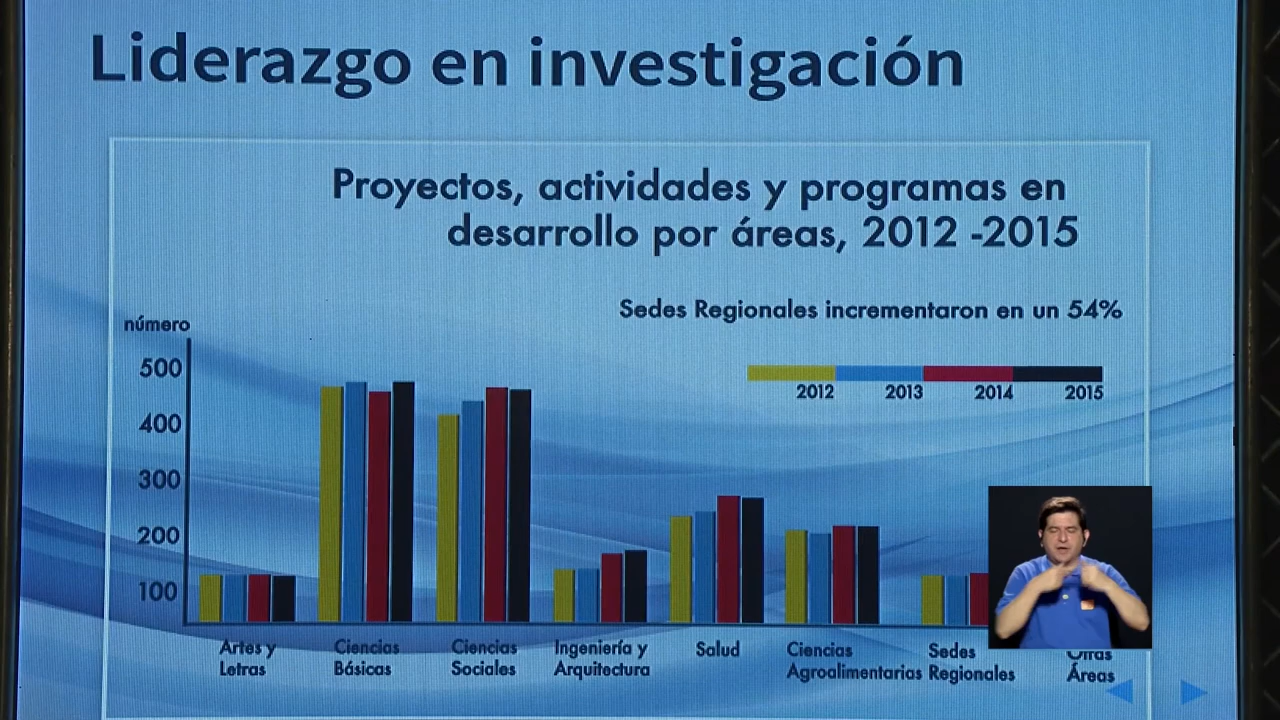 Liderazgo en investigación
Proyectos, actividades y programas en
desarrollo por áreas, 2012 -2015
Sedes Regionales incrementaron en un 54%
número
500
400
300
200
100
2012 2013 2014 2015
Artes y
Letras
Ciencias
Básicas
Ciencias
Sociales
Ingeniería y
Arquitectura
Salud
Ciencias
Agroalimentarias
Sedes
Regionales
Otras
Áreas